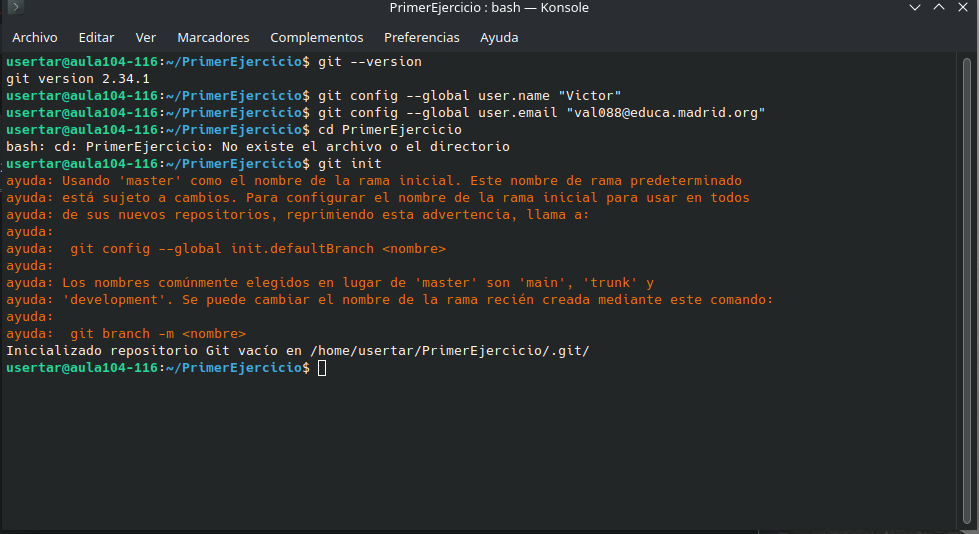 PrimerEjercicio : bash — Konsole
Archivo Editar Ver Marcadores Complementos Preferencias Ayuda
usertar@aula104-116:~/PrimerEjercicio$ git --version
git version 2.34.1
usertar@aula104-116:~/PrimerEjercicio$ git config --global user.name "Victor"
usertar@aula104-116:~/PrimerEjercicio$ git config --global user.email "val088@educa.madrid.org"
usertar@aula104-116:~/PrimerEjercicio$ cd PrimerEjercicio
bash: cd: PrimerEjercicio: No existe el archivo o el directorio
usertar@aula104-116:~/PrimerEjercicio$ git init
ayuda: Usando 'master' como el nombre de la rama inicial. Este nombre de rama predeterminado
ayuda: está sujeto a cambios. Para configurar el nombre de la rama inicial para usar en todos
ayuda: de sus nuevos repositorios, reprimiendo esta advertencia, llama a:
ayuda:
ayuda:  git config --global init.defaultBranch <nombre>
ayuda:
ayuda: Los nombres comúnmente elegidos en lugar de 'master' son 'main', 'trunk' y
ayuda: 'development'. Se puede cambiar el nombre de la rama recién creada mediante este comando:
ayuda:
ayuda:  git branch -m <nombre>
Inicializado repositorio Git vacío en /home/usertar/PrimerEjercicio/.git/
usertar@aula104-116:~/PrimerEjercicio$